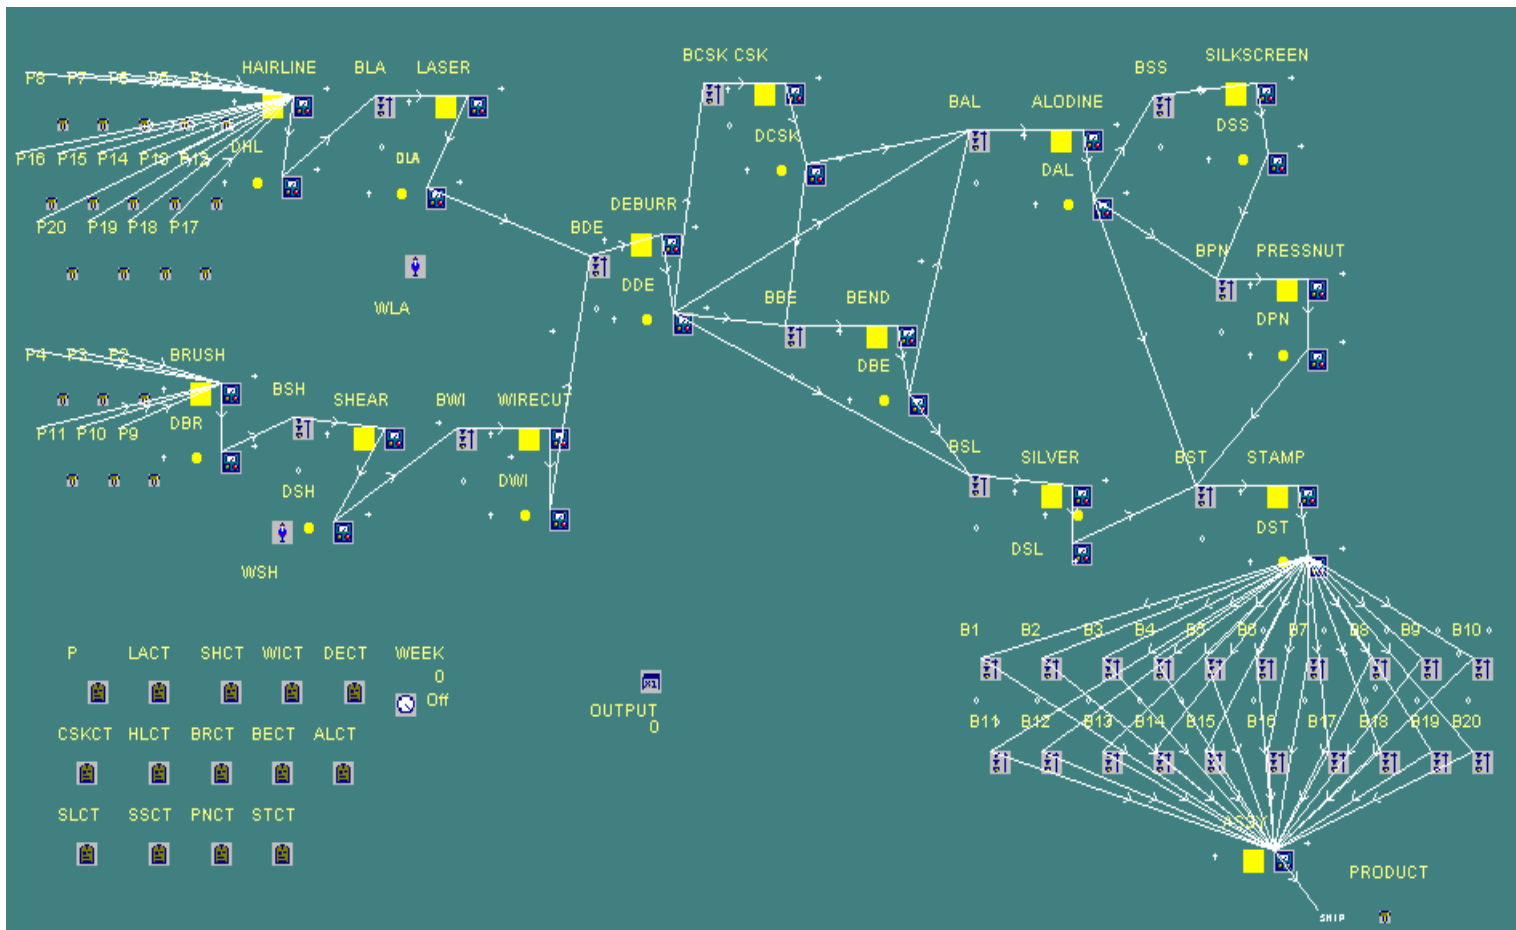 BCSK CSK
SILKSCREEN
HAIRLINE BLA LASER
BSS
P8 P7 P6 P5 P1
BAL ALODINE
DSS
DCSK
DHL
P16 P15 P14 P13 P12
DLA
DAL
DEBURR
P20 P19 P18 P17
BDE
BPN PRESSNUT
DDE
WLA
BBE BEND
DPN
P4 P3 P2 BRUSH
DBE
BSH SHEAR BWI WIRECUT
DBR
P11 P10 P9
BSL SILVER BST STAMP
DSH
DWI
DST
DSL
WSH
B1 B2 B3 B4 B5 B6 B7 B8 B9 B10
P LACT SHCT WICT DECT WEEK
0
Off
OUTPUT
0
B11 B12 B13 B14 B15 B16 B17 B18 B19 B20
CSKCT HLCT BRCT BECT ALCT
SLCT SSCT PNCT STCT
ASSY
PRODUCT
SHIP